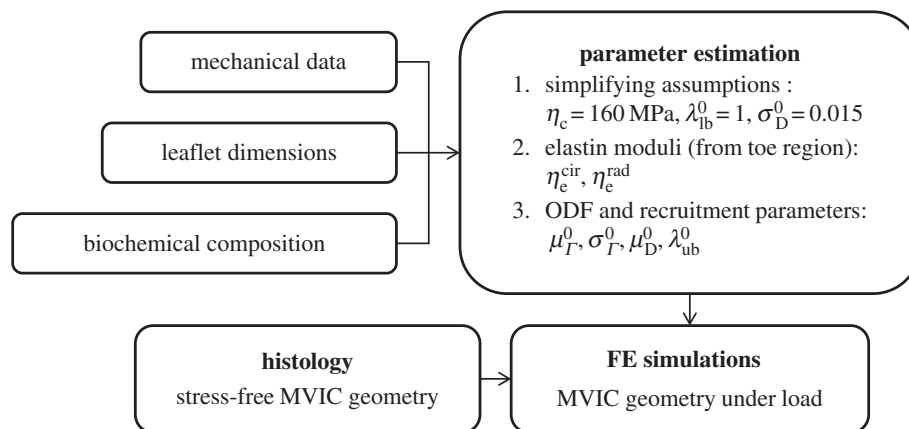 mechanical data
leaflet dimensions
biochemical composition
parameter estimation
1. simplifying assumptions :
η_c = 160 MPa, λ_lb^0 = 1, σ_D^0 = 0.015
2. elastin moduli (from toe region):
η_e^cir, η_e^rad
3. ODF and recruitment parameters:
μ_Γ^0, σ_Γ^0, μ_D^0, λ_ub^0
histology
stress-free MVIC geometry
FE simulations
MVIC geometry under load